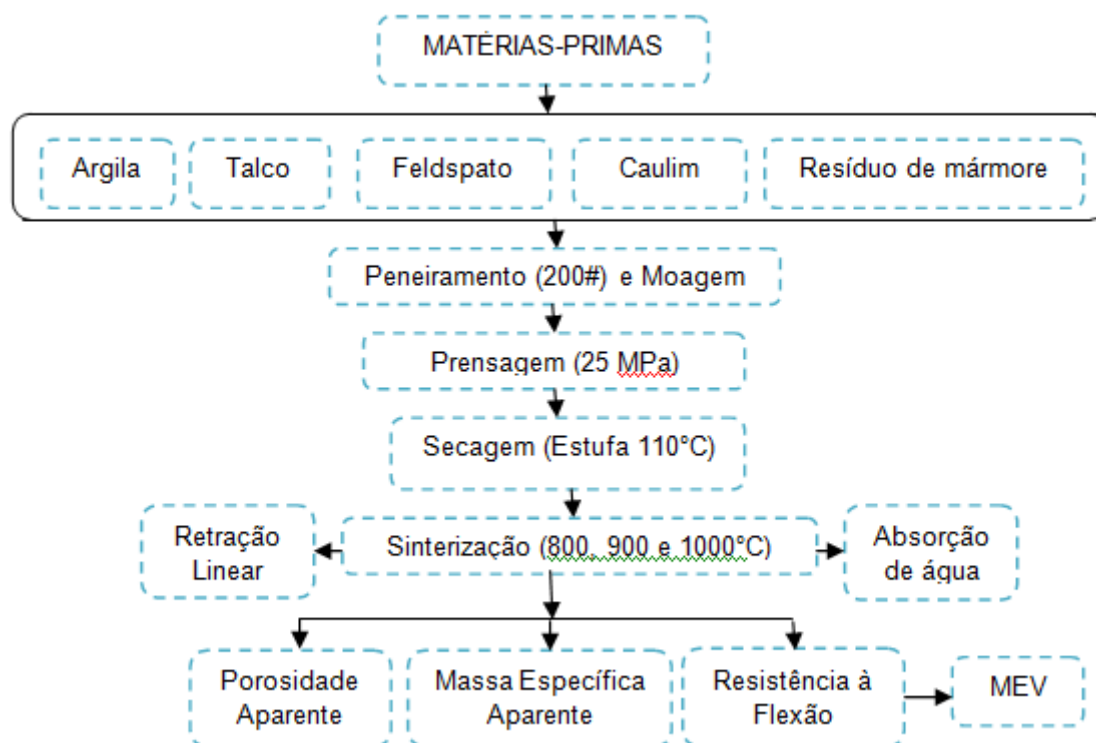 MATÉRIAS-PRIMAS
Argila
Talco
Feldspato
Caulim
Resíduo de mármore
Peneiramento (200#) e Moagem
Prensagem (25 MPa)
Secagem (Estufa 110°C)
Retração
Linear
Sinterização (800, 900 e 1000°C)
Absorção
de água
Porosidade
Aparente
Massa Específica
Aparente
Resistência à
Flexão
MEV